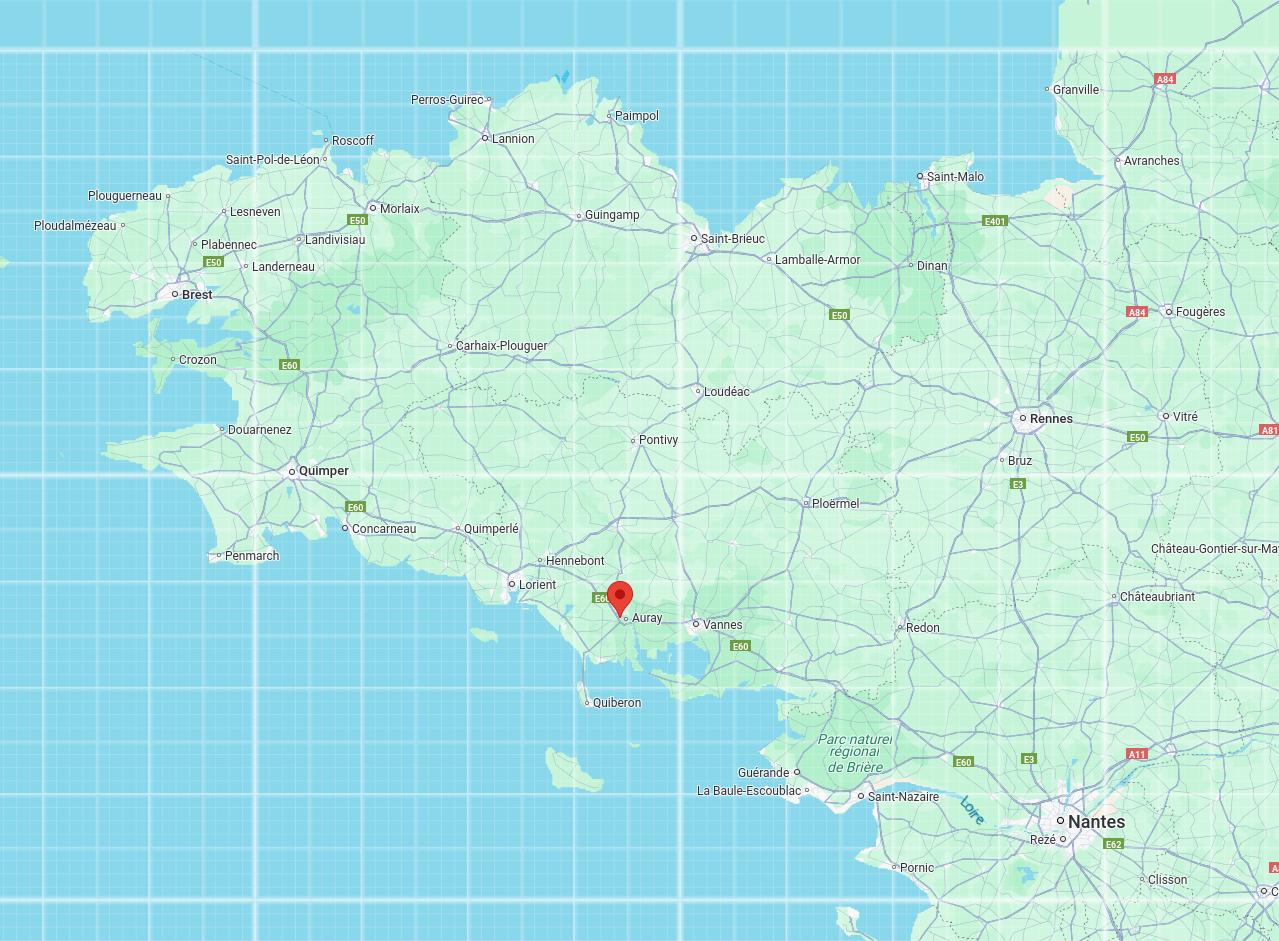 A84
Granville
Perros-Guirec
Paimpol
Lannion
Roscoff
Saint-Pol-de-Léon
Avranches
Saint-Malo
Plouguerneau
Lesneven
Morlaix
E50
Guingamp
E401
Ploudalmézeau
Plabennec
Landivisiau
Saint-Brieuc
E50
Landerneau
Lamballe-Armor
Dinan
Brest
E50
A84
Fougères
Crozon
E60
Carhaix-Plouguer
Loudéac
Rennes
Vitré
Douarnenez
Pontivy
E50
A81
Quimper
Bruz
E3
E60
Ploërmel
Concarneau
Quimperlé
Penmarch
Hennebont
Château-Gontier-sur-Ma
Lorient
E60
Châteaubriant
Auray
Vannes
Redon
E60
Quiberon
Parc naturel
régional
de Brière
E60
E3
A11
Guérande
La Baule-Escoublac
Saint-Nazaire
Loire
Nantes
Rezé
E62
Pornic
Clisson
A
C